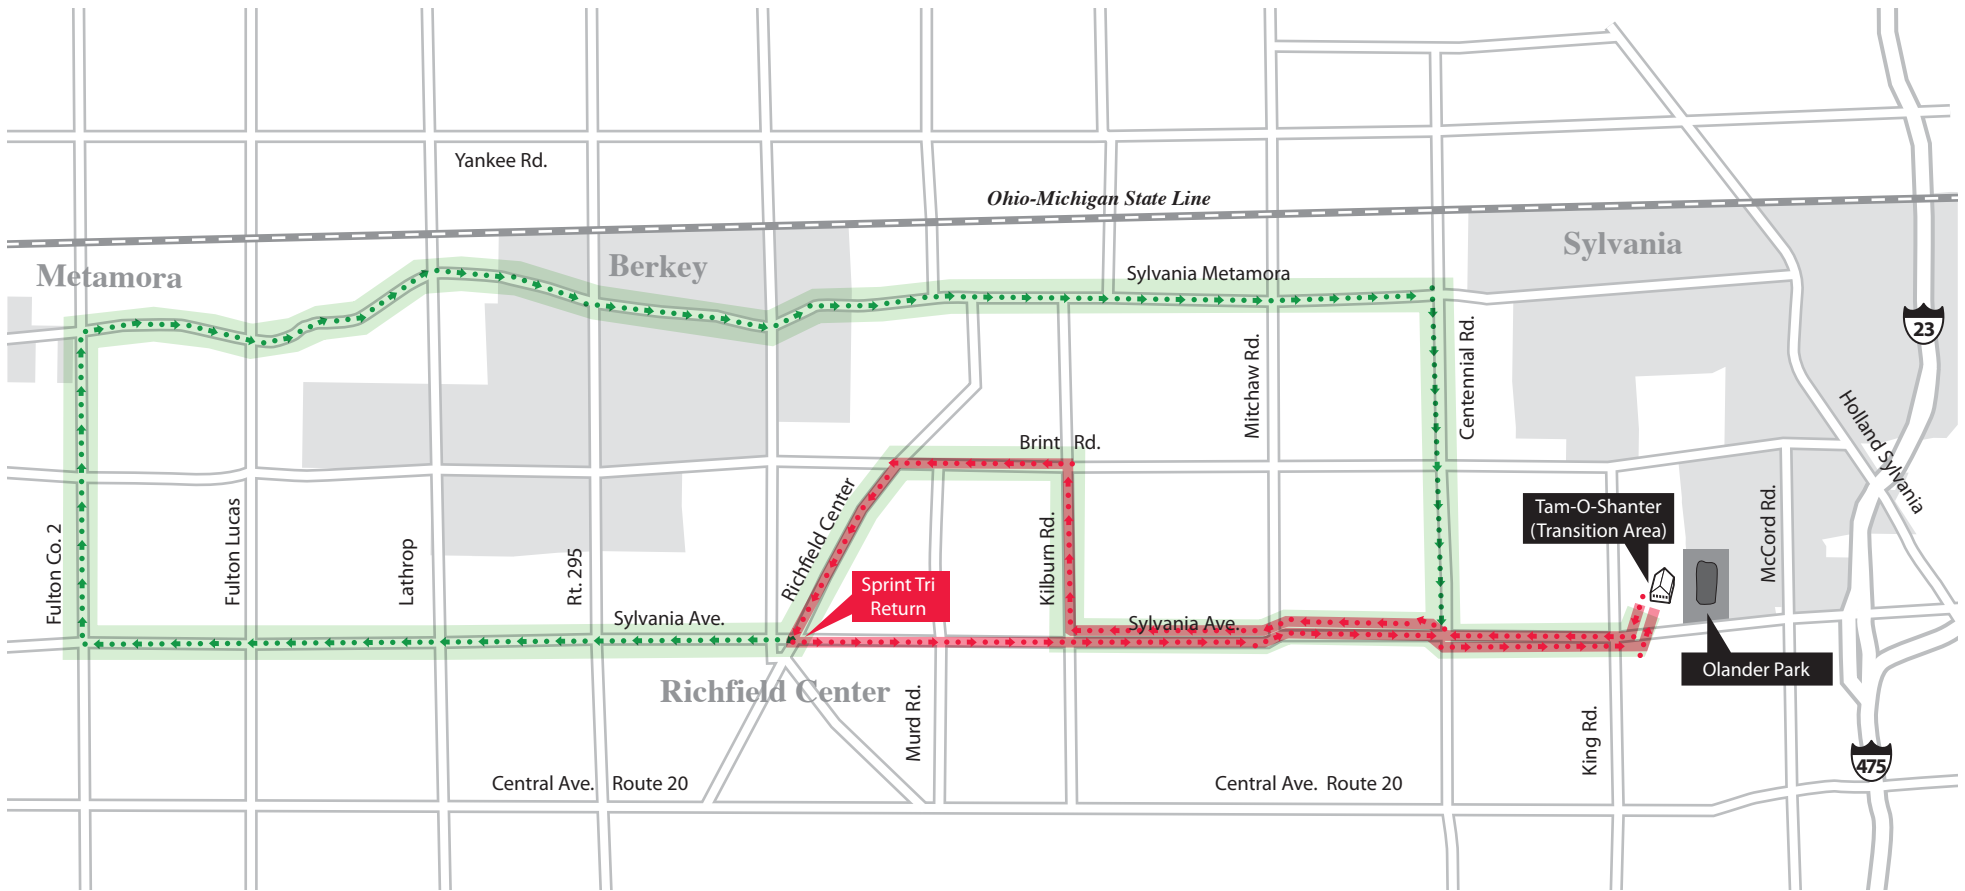 Yankee Rd.
Ohio-Michigan State Line
Metamora
Berkey
Sylvania
Sylvania Metamora
23
Mitchaw Rd.
Centennial Rd.
Holland Sylvania
Brint Rd.
Richfield Center
Kilburn Rd.
Tam-O-Shanter
(Transition Area)
McCord Rd.
Fulton Co. 2
Fulton Lucas
Lathrop
Rt. 295
Sprint Tri
Return
Sylvania Ave.
Sylvania Ave.
Olander Park
Richfield Center
Murd Rd.
King Rd.
475
Central Ave. Route 20
Central Ave. Route 20